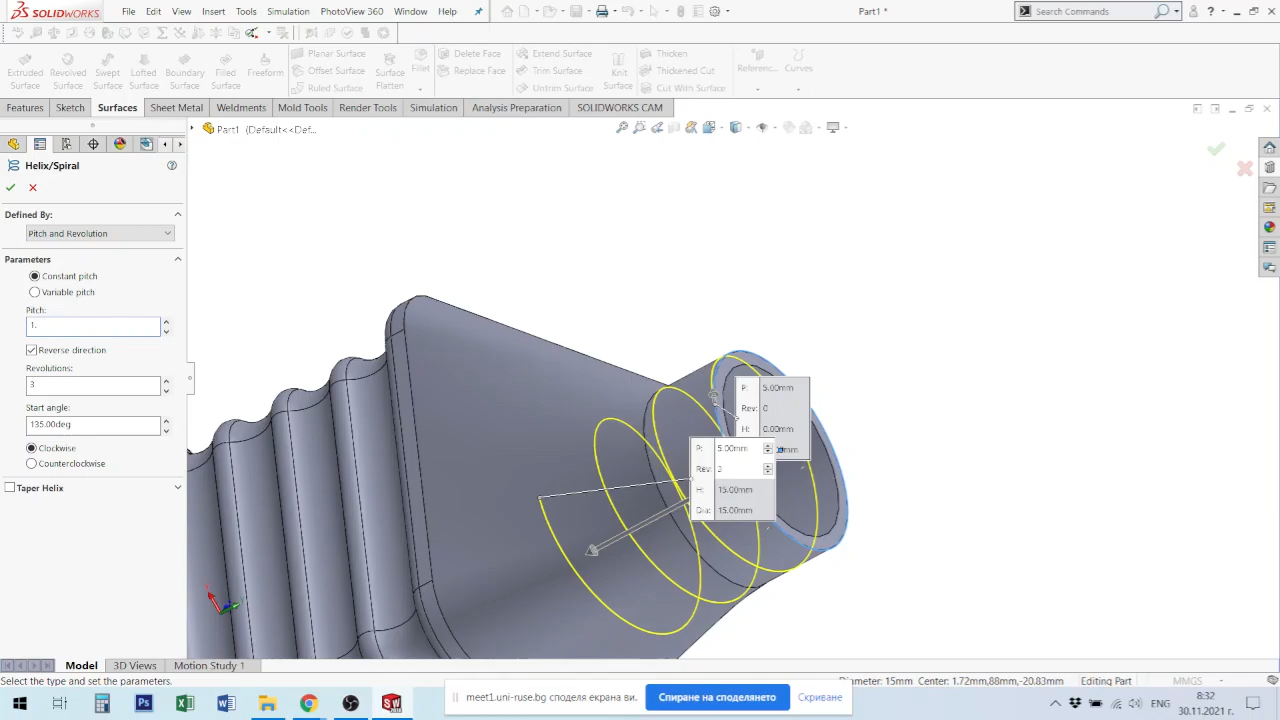 SOLIDWORKS File Edit View Insert Tools Simulation PhotoView 360 Window Help Part1 * Search Commands
Extruded Surface
Revolved Surface
Swept Surface
Lofted Surface
Boundary Surface
Filled Surface
Freeform
Planar Surface
Offset Surface
Ruled Surface
Surface Flatten
Fillet
Delete Face
Replace Face
Extend Surface
Trim Surface
Untrim Surface
Knit Surface
Thicken
Thickened Cut
Cut With Surface
Referenc...
Curves
Features Sketch Surfaces Sheet Metal Weldments Mold Tools Render Tools Simulation Analysis Preparation SOLIDWORKS CAM
Part1 (Default<<Def...
Helix/Spiral
Defined By:
Pitch and Revolution
Parameters
Constant pitch
Variable pitch
Pitch:
1.
Reverse direction
Revolutions:
3
Start angle:
135.00deg
Clockwise
Counterclockwise
Taper Helix
P: 5.00mm
Rev: 0
H: 0.00mm
P: 5.00mm
Rev: 3
H: 15.00mm
Dia: 15.00mm
Model 3D Views Motion Study 1
Select the type and set the parameters.
Diameter: 15mm Center: 1.72mm,88mm,-20.83mm Editing Part MMGS
meet1.uni-ruse.bg споделя екрана ви. Спиране на споделянето Скриване
ENG
8:32
30.11.2021 г.